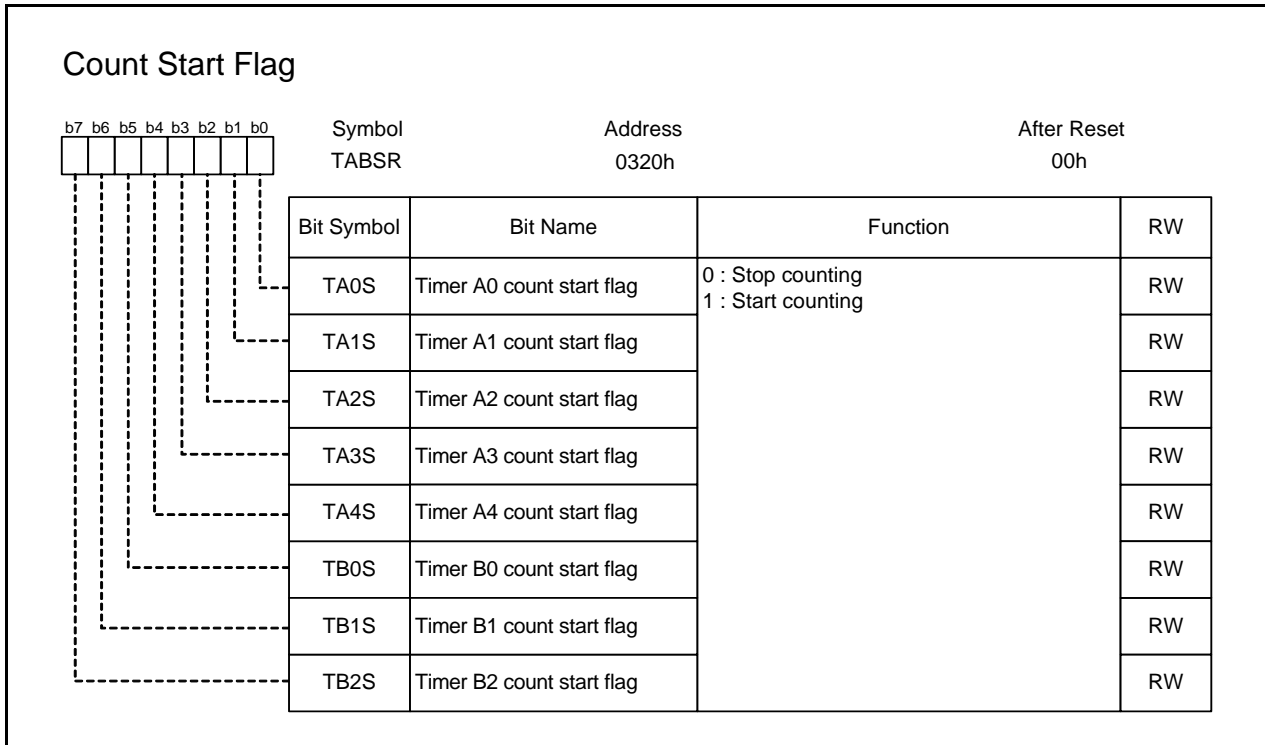 Count Start Flag
b7 b6 b5 b4 b3 b2 b1 b0
Symbol Address After Reset
TABSR 0320h 00h
Bit Symbol Bit Name Function RW
TA0S Timer A0 count start flag 0 : Stop counting RW
1 : Start counting
TA1S Timer A1 count start flag RW
TA2S Timer A2 count start flag RW
TA3S Timer A3 count start flag RW
TA4S Timer A4 count start flag RW
TB0S Timer B0 count start flag RW
TB1S Timer B1 count start flag RW
TB2S Timer B2 count start flag RW